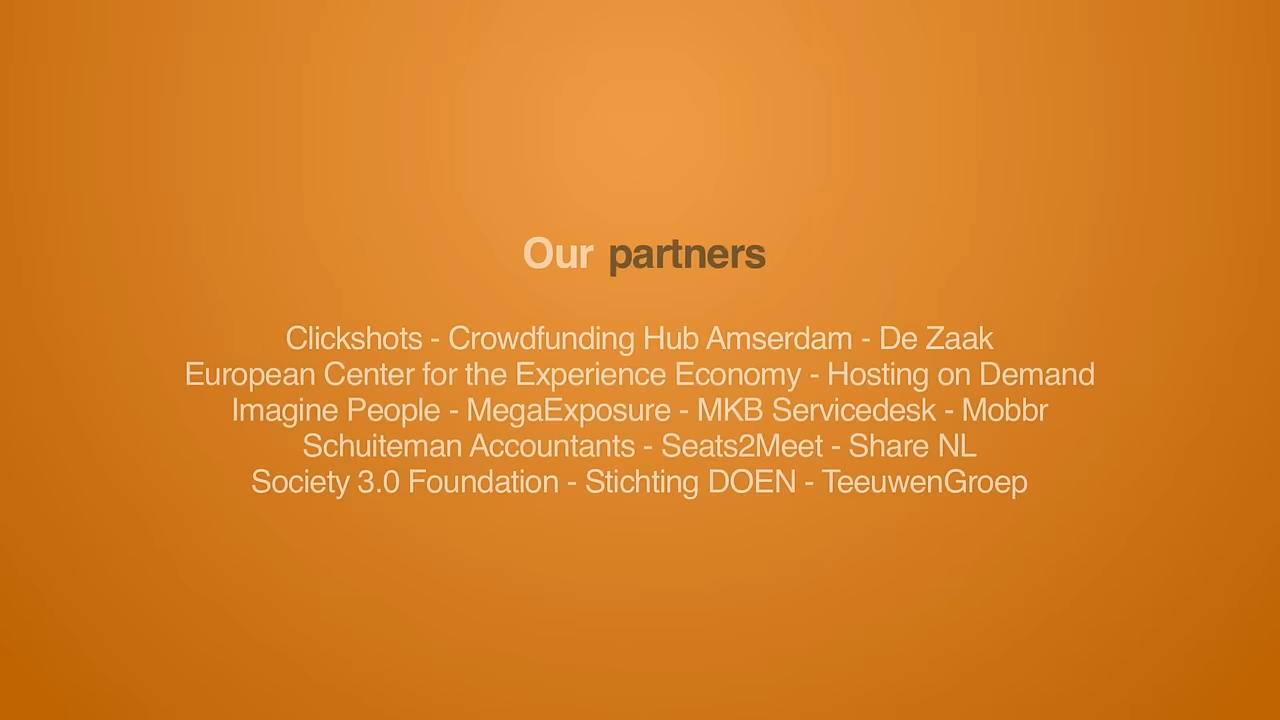 Our partners
Clickshots - Crowdfunding Hub Amserdam - De Zaak
European Center for the Experience Economy - Hosting on Demand
Imagine People - MegaExposure - MKB Servicedesk - Mobbr
Schuiteman Accountants - Seats2Meet - Share NL
Society 3.0 Foundation - Stichting DOEN - TeeuwenGroep